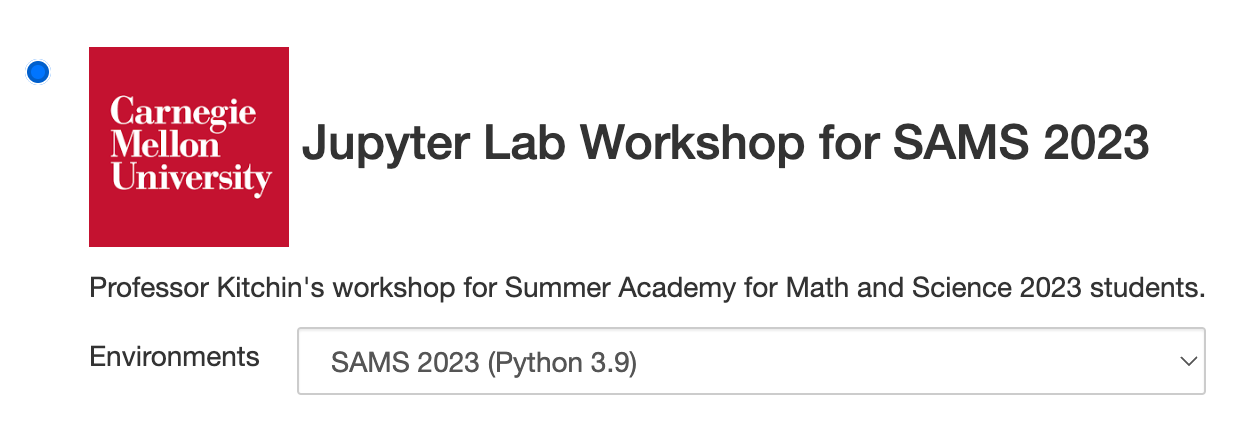 Carnegie
Mellon
University
Jupyter Lab Workshop for SAMS 2023
Professor Kitchin's workshop for Summer Academy for Math and Science 2023 students.
Environments
SAMS 2023 (Python 3.9)